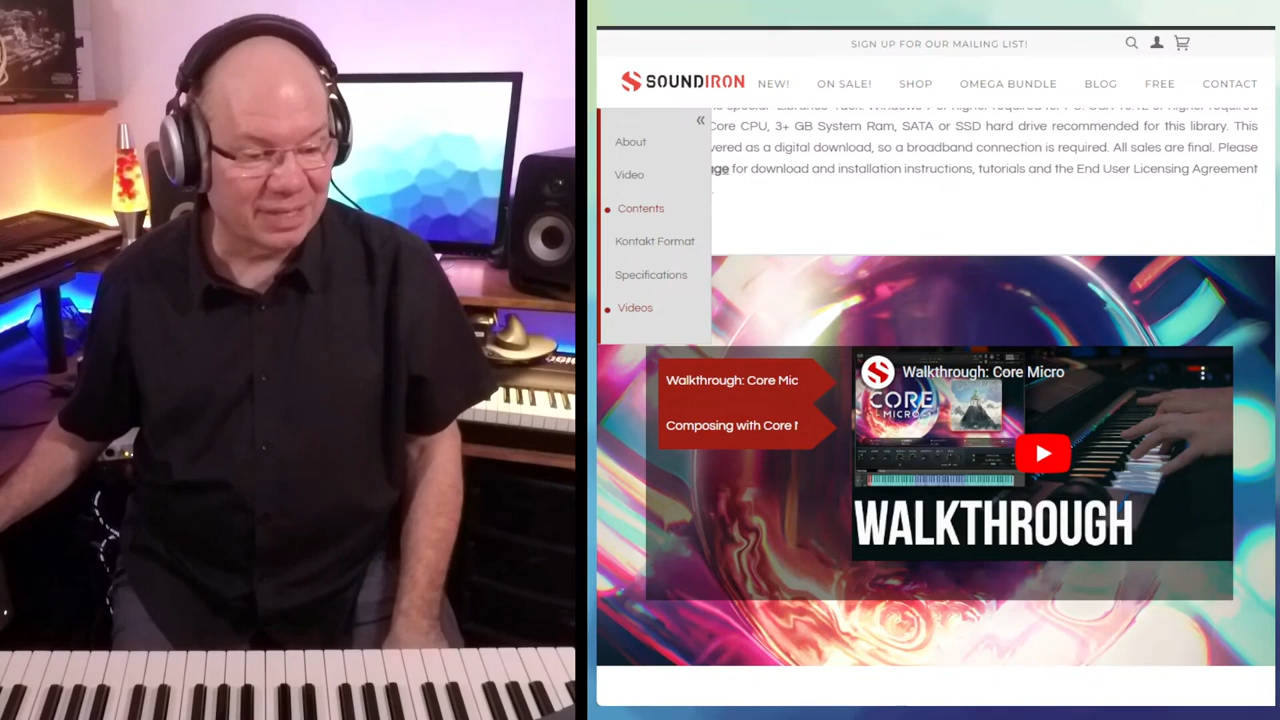 SIGN UP FOR OUR MAILING LIST!
SOUNDIRON
NEW!
ON SALE!
SHOP
OMEGA BUNDLE
BLOG
FREE
CONTACT
Core CPU, 3+ GB System Ram, SATA or SSD hard drive recommended for this library. This
vered as a digital download, so a broadband connection is required. All sales are final. Please
ge for download and installation instructions, tutorials and the End User Licensing Agreement
«
About
Video
Contents
Kontakt Format
Specifications
Videos
Walkthrough: Core Mic
Composing with Core
Walkthrough: Core Micro
CORE
MICRO
WALKTHROUGH